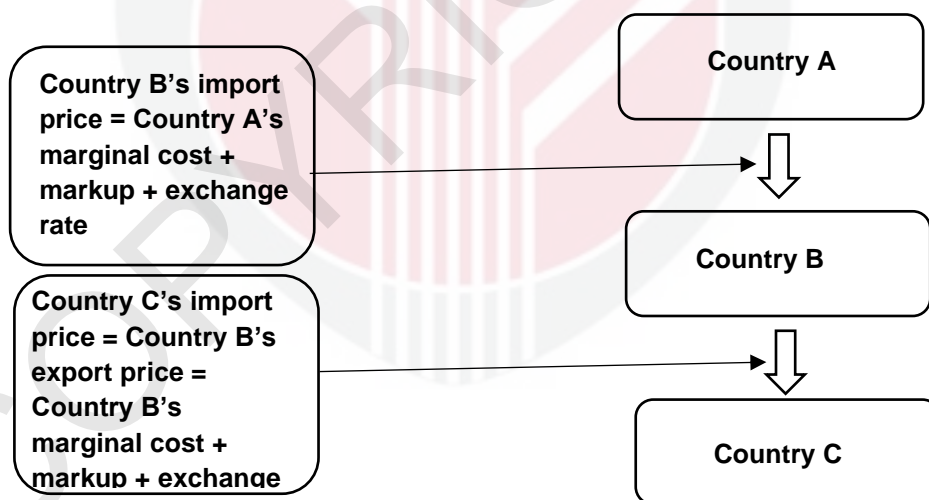 Country A
Country B's import
price = Country A's
marginal cost +
markup + exchange
rate
Country B
Country C's import
price = Country B's
export price =
Country B's
marginal cost +
markup + exchange
Country C
COPYRIG